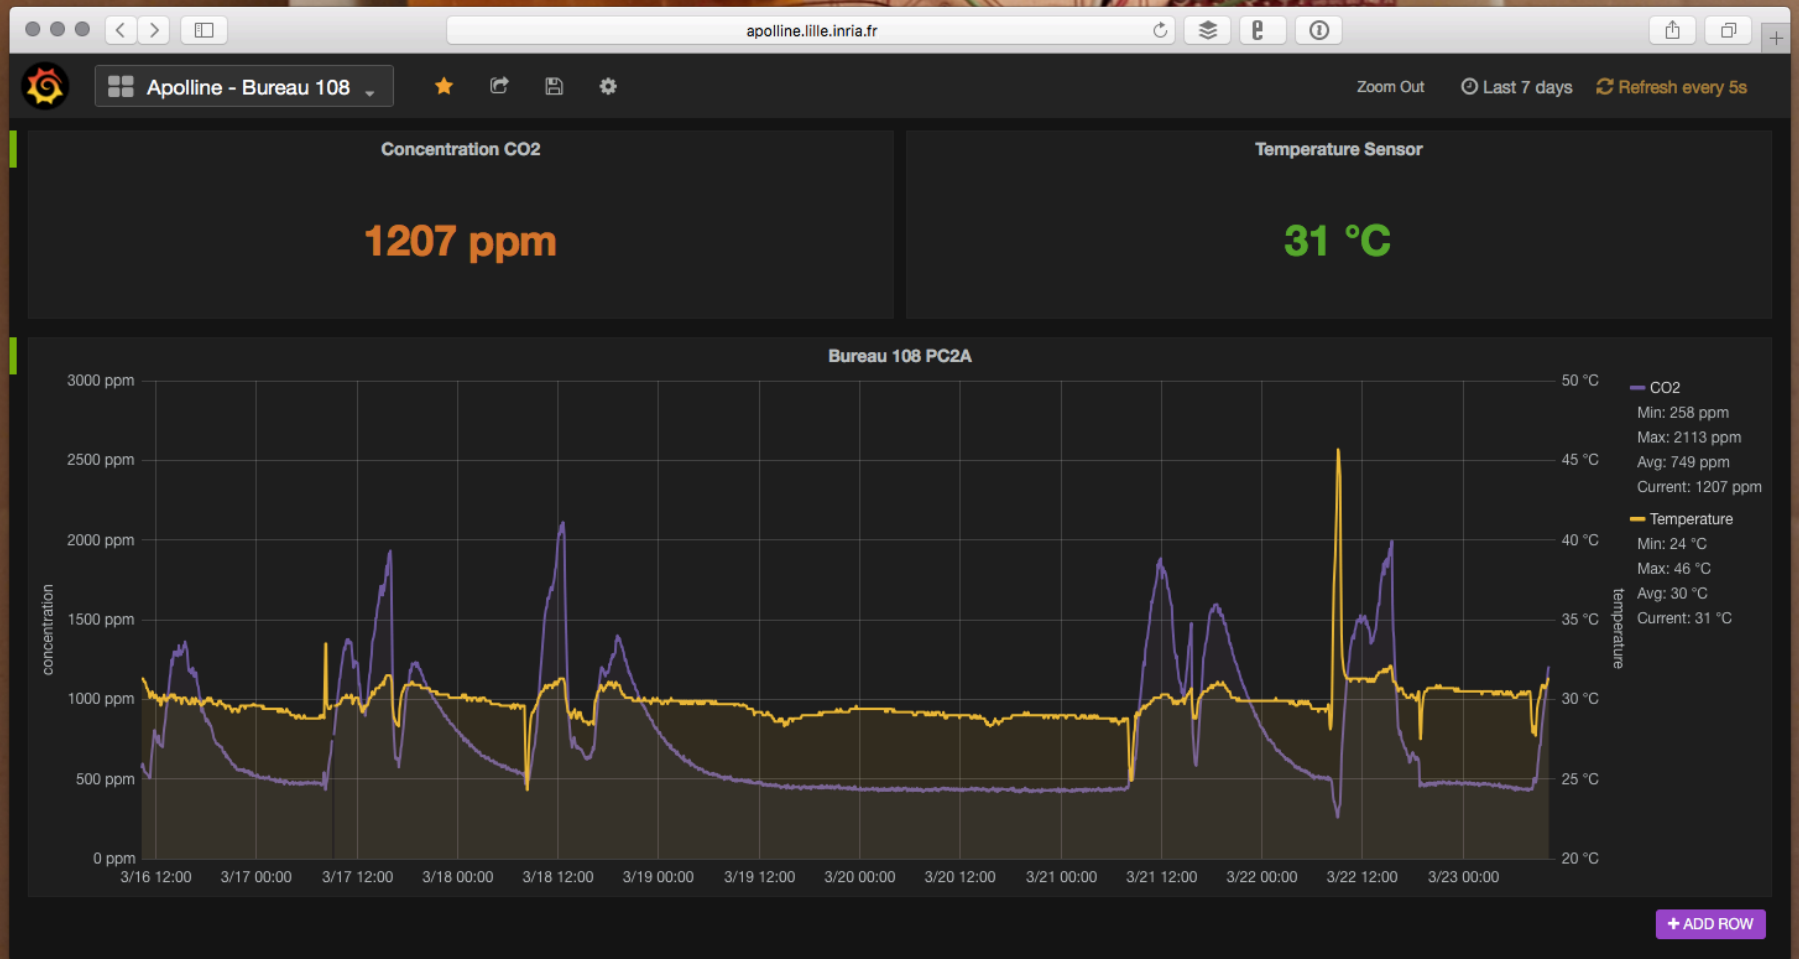 apolline.lille.inria.fr
Apolline - Bureau 108
Zoom Out
Last 7 days
Refresh every 5s
Concentration CO2
1207 ppm
Temperature Sensor
31 °C
Bureau 108 PC2A
concentration
3000 ppm
2500 ppm
2000 ppm
1500 ppm
1000 ppm
500 ppm
0 ppm
3/16 12:00
3/17 00:00
3/17 12:00
3/18 00:00
3/18 12:00
3/19 00:00
3/19 12:00
3/20 00:00
3/20 12:00
3/21 00:00
3/21 12:00
3/22 00:00
3/22 12:00
3/23 00:00
50 °C
45 °C
40 °C
35 °C
30 °C
25 °C
20 °C
temperature
CO2
Min: 258 ppm
Max: 2113 ppm
Avg: 749 ppm
Current: 1207 ppm
Temperature
Min: 24 °C
Max: 46 °C
Avg: 30 °C
Current: 31 °C
+ ADD ROW